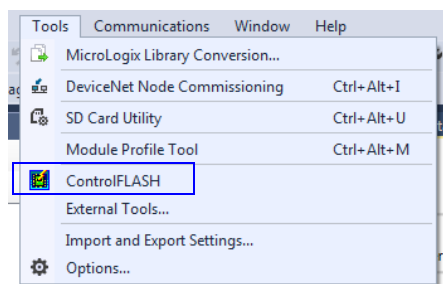 Tools Communications Window Help
MicroLogix Library Conversion...
DeviceNet Node Commissioning Ctrl+Alt+I
SD Card Utility Ctrl+Alt+U
Module Profile Tool Ctrl+Alt+M
ControlFLASH
External Tools...
Import and Export Settings...
Options...